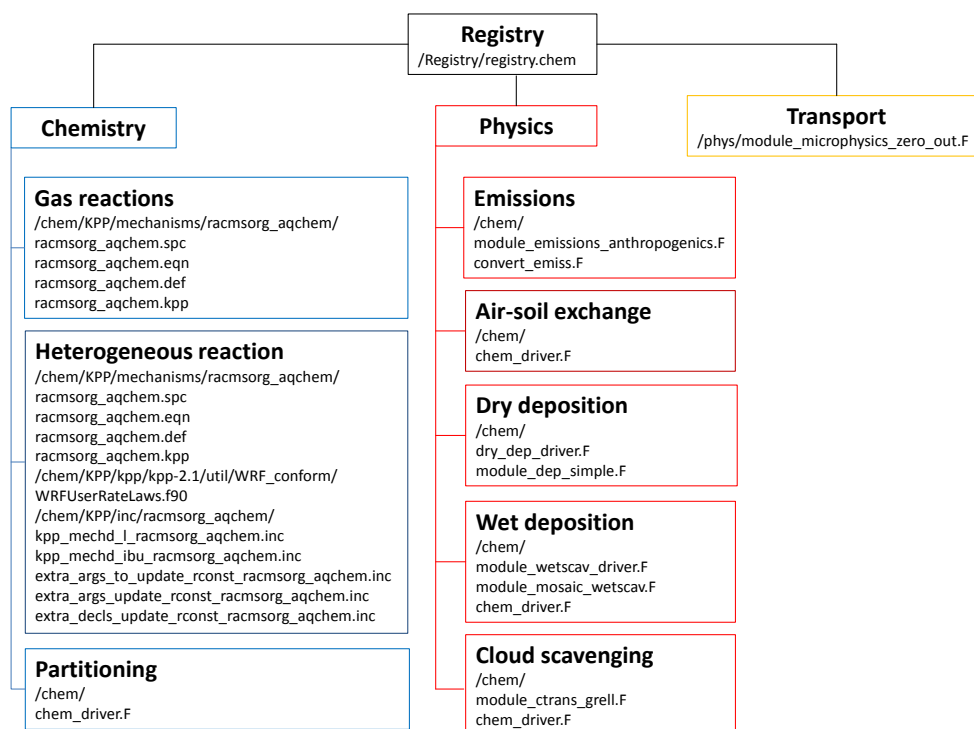 Registry
/Registry/registry.chem
Chemistry
Physics
Transport
/phys/module_microphysics_zero_out.F
Gas reactions
/chem/KPP/mechanisms/racmsorg_aqchem/
racmsorg_aqchem.spc
racmsorg_aqchem.eqn
racmsorg_aqchem.def
racmsorg_aqchem.kpp
Heterogeneous reaction
/chem/KPP/mechanisms/racmsorg_aqchem/
racmsorg_aqchem.spc
racmsorg_aqchem.eqn
racmsorg_aqchem.def
racmsorg_aqchem.kpp
/chem/KPP/kpp/kpp-2.1/util/WRF_conform/
WRFUserRateLaws.f90
/chem/KPP/inc/racmsorg_aqchem/
kpp_mechd_l_racmsorg_aqchem.inc
kpp_mechd_ibu_racmsorg_aqchem.inc
extra_args_to_update_rconst_racmsorg_aqchem.inc
extra_args_update_rconst_racmsorg_aqchem.inc
extra_decls_update_rconst_racmsorg_aqchem.inc
Partitioning
/chem/
chem_driver.F
Emissions
/chem/
module_emissions_anthropogenics.F
convert_emiss.F
Air-soil exchange
/chem/
chem_driver.F
Dry deposition
/chem/
dry_dep_driver.F
module_dep_simple.F
Wet deposition
/chem/
module_wetscav_driver.F
module_mosaic_wetscav.F
chem_driver.F
Cloud scavenging
/chem/
module_ctrans_grell.F
chem_driver.F